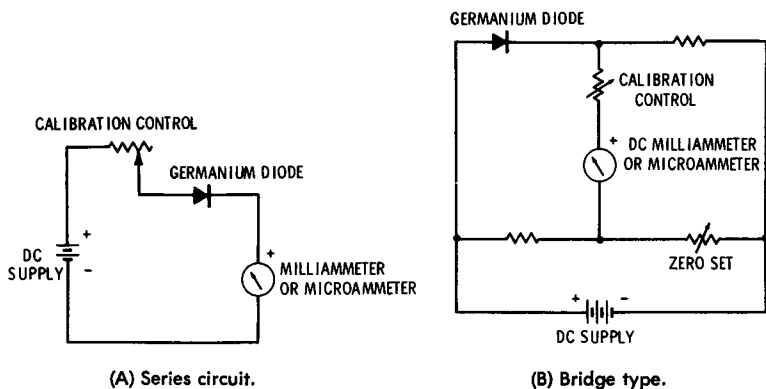 CALIBRATION CONTROL
GERMANIUM DIODE
+
DC
SUPPLY
-
+
MILLIAMMETER
OR MICROAMMETER
(A) Series circuit.
GERMANIUM DIODE
CALIBRATION
CONTROL
+
DC MILLIAMMETER
OR MICROAMMETER
ZERO SET
+ -
DC SUPPLY
(B) Bridge type.